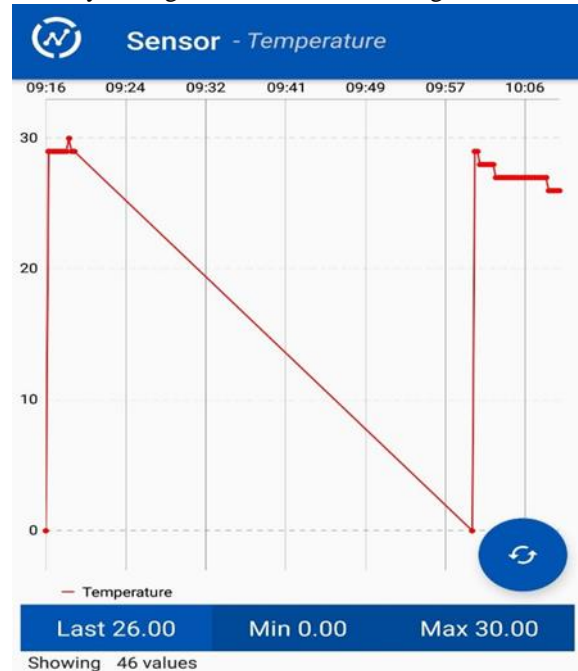 Sensor - Temperature
09:16 09:24 09:32 09:41 09:49 09:57 10:06
30
20
10
0
Temperature
Last 26.00 Min 0.00 Max 30.00
Showing 46 values